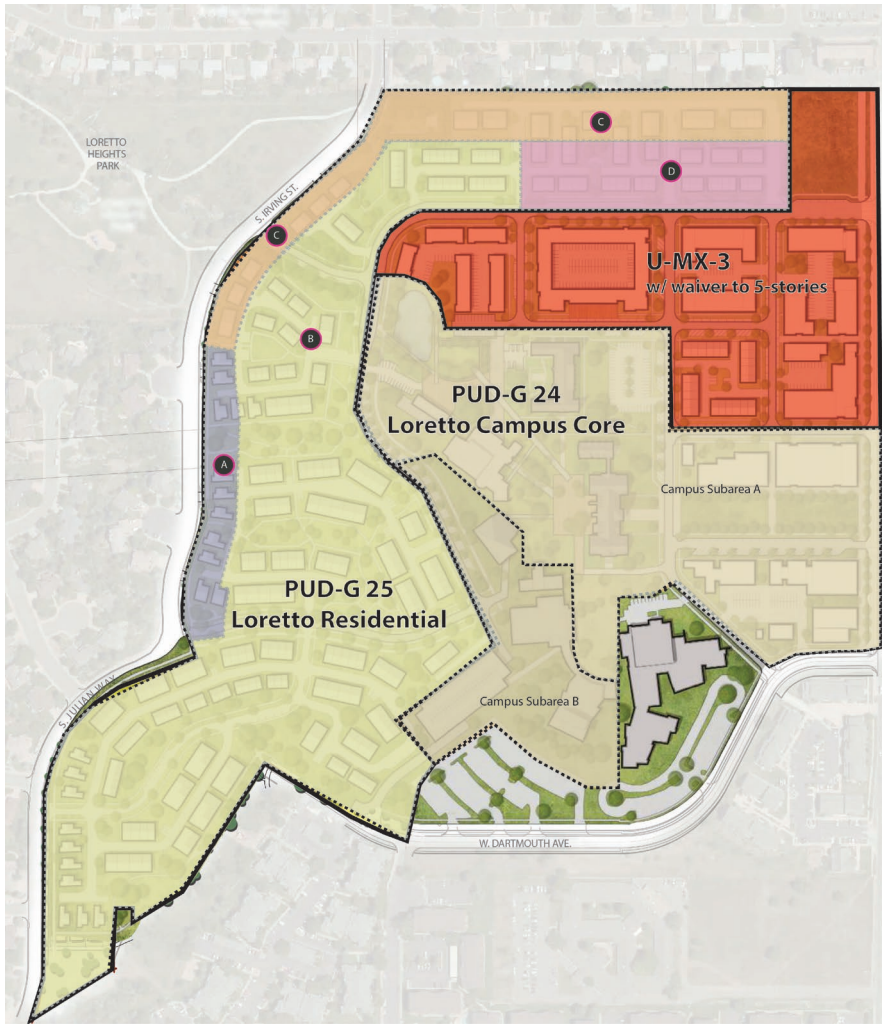 C
LORETTO
HEIGHTS
PARK
D
S. IRVING ST.
C
U-MX-3
w/ waiver to 5-stories
B
PUD-G 24
Loretto Campus Core
A
Campus Subarea A
PUD-G 25
Loretto Residential
S. JULIAN WAY
Campus Subarea B
W. DARTMOUTH AVE.